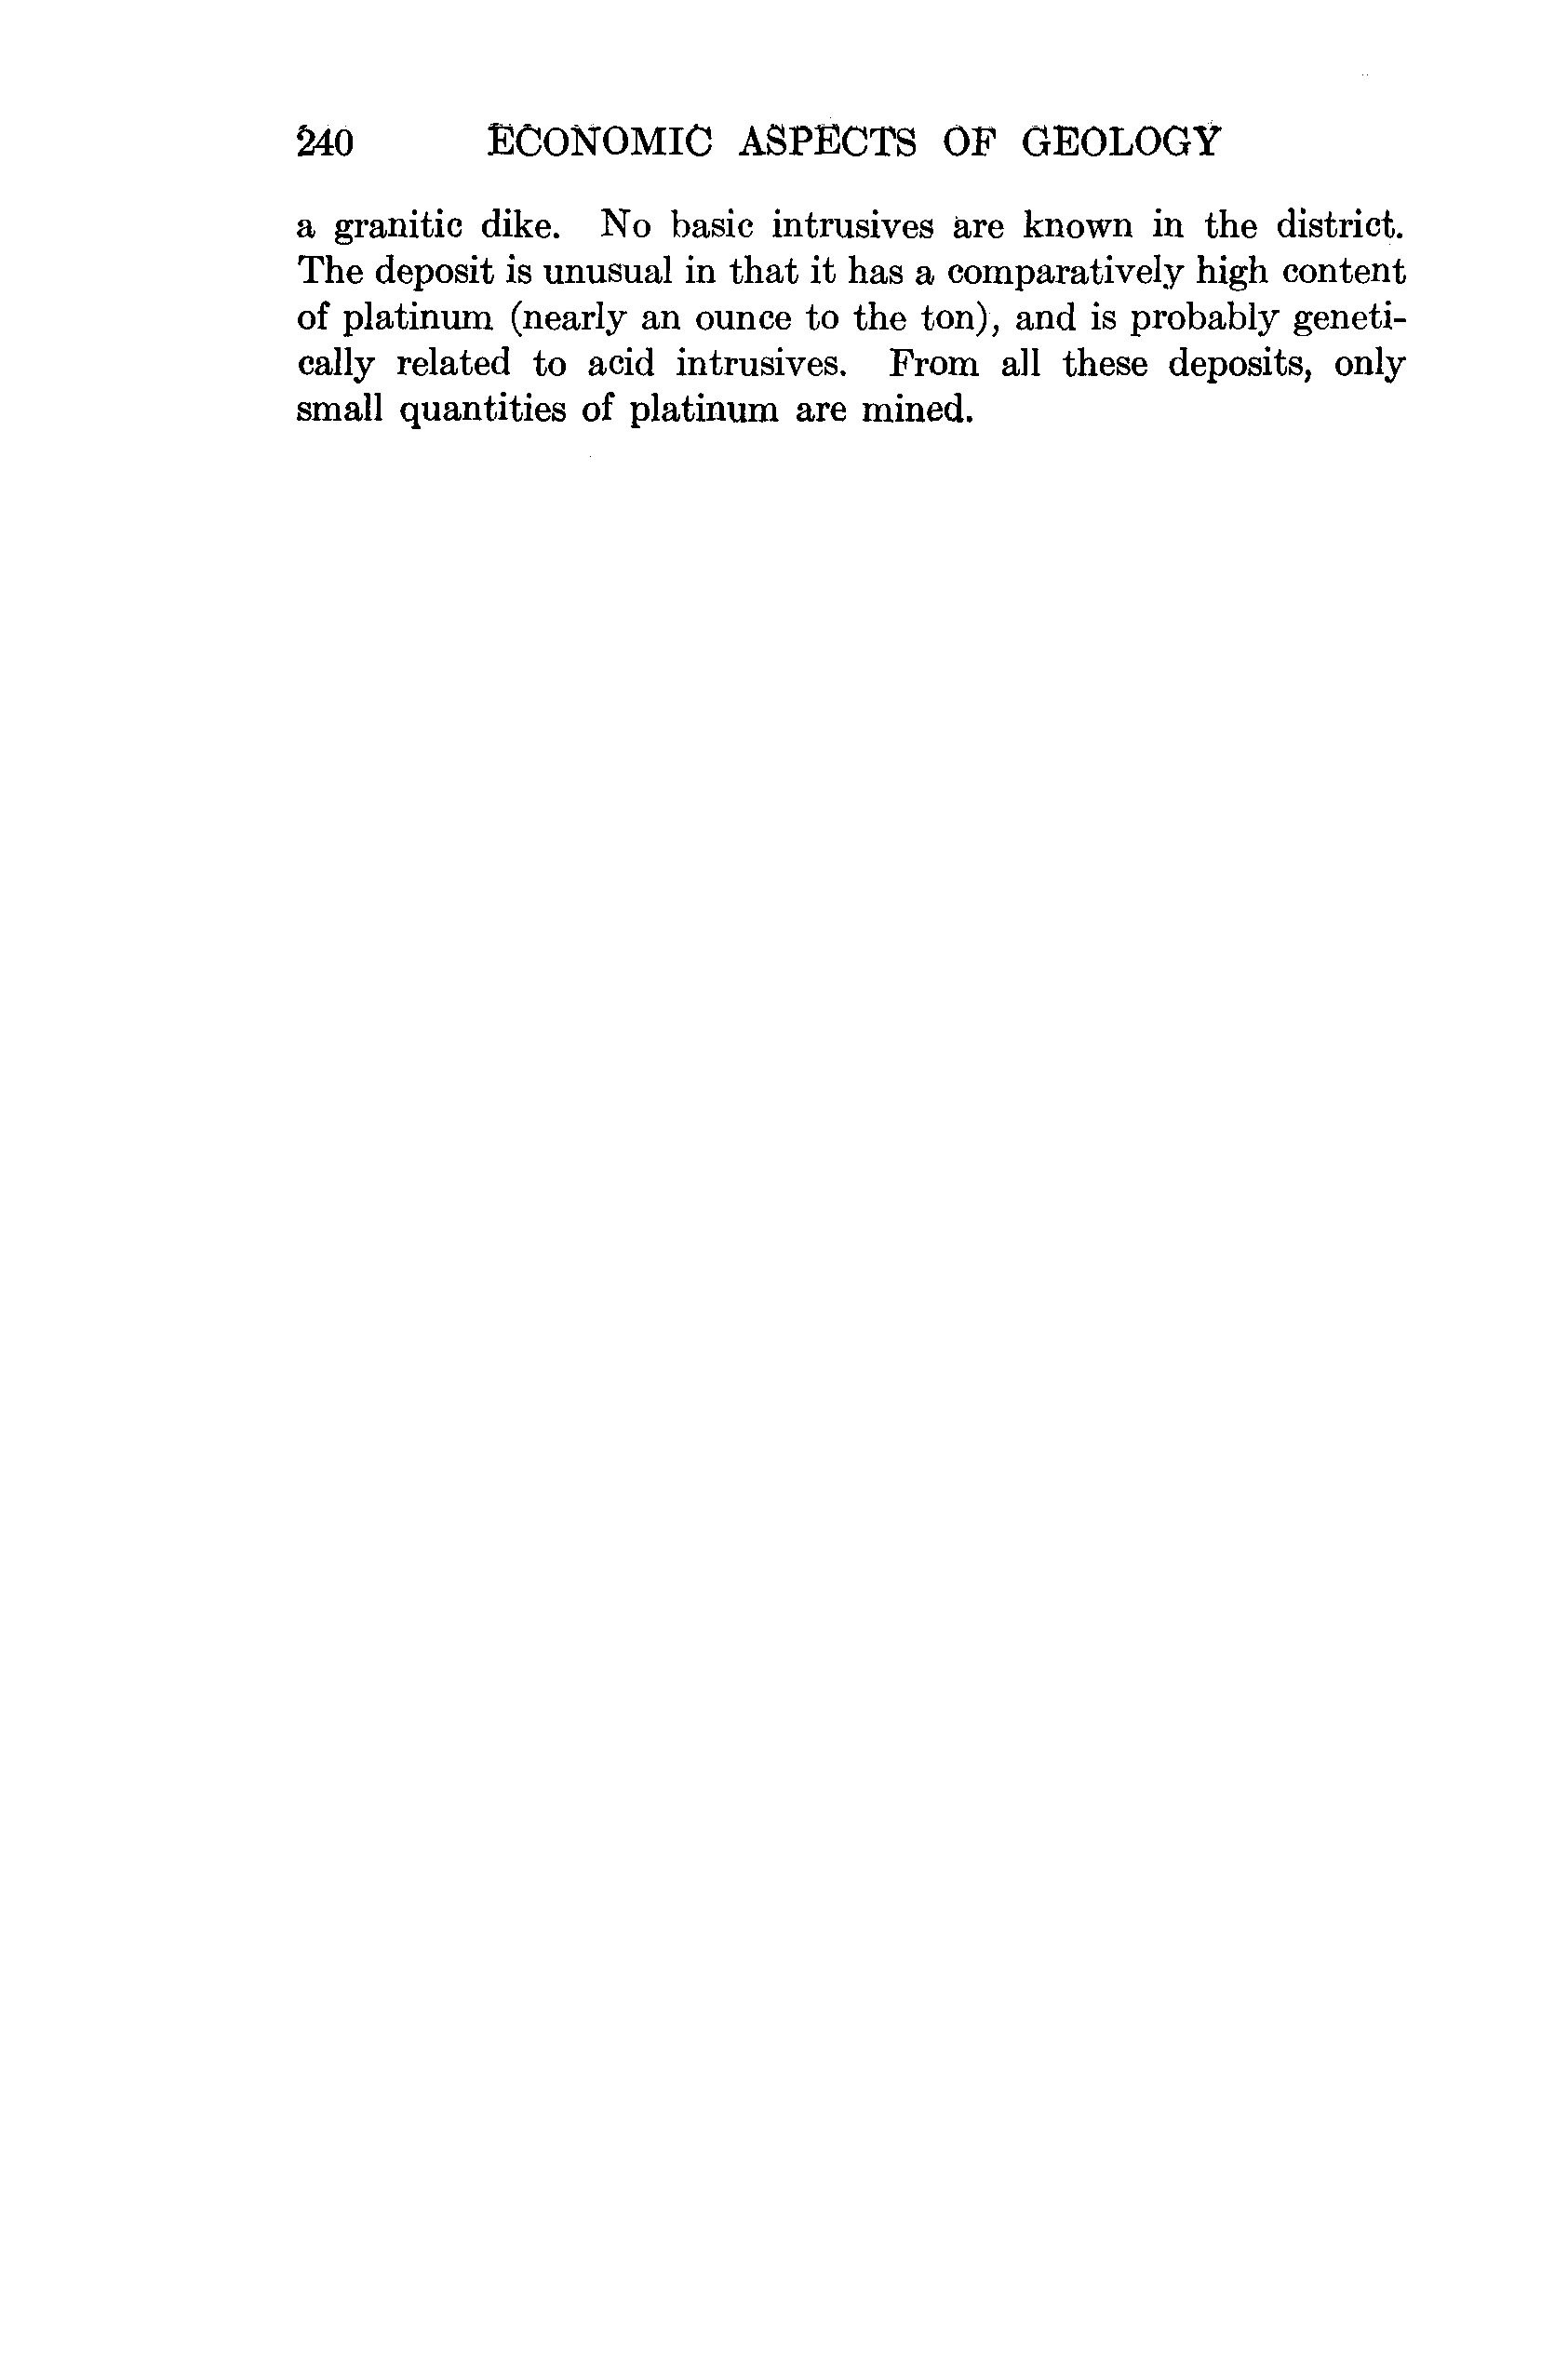 240 ECONOMIC ASPECTS OF GEOLOGY
a granitic dike. No basic intrusives are known in the district.
The deposit is unusual in that it has a comparatively high content
of platinum (nearly an ounce to the ton), and is probably geneti-
cally related to acid intrusives. From all these deposits, only
small quantities of platinum are mined.